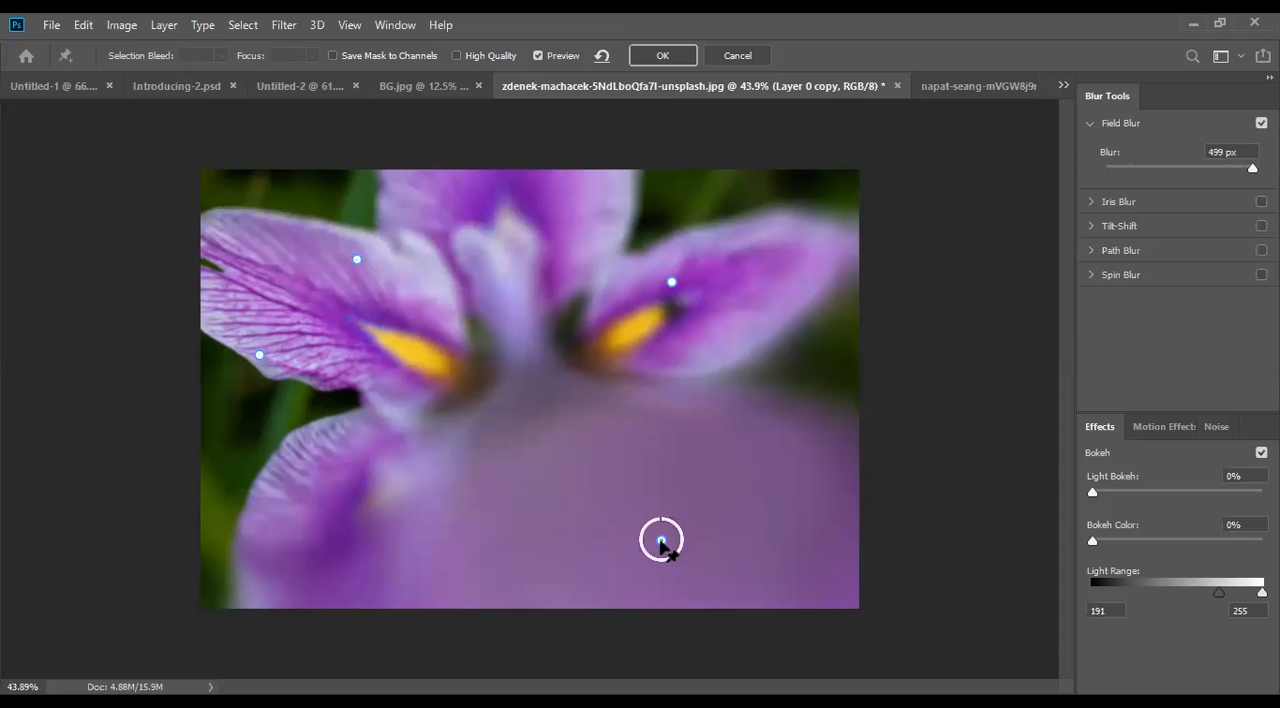 Ps File Edit Image Layer Type Select Filter 3D View Window Help
Selection Bleed: Focus: Save Mask to Channels High Quality Preview OK Cancel
Untitled-1 @ 66.... × Introducing-2.psd × Untitled-2 @ 61.... × BG.jpg @ 12.5% ... × zdenek-machacek-5NdLboQfa7I-unsplash.jpg @ 43.9% (Layer 0 copy, RGB/8) * × napat-seang-mVGW8j9r
Blur Tools
Field Blur
Blur: 499 px
Iris Blur
Tilt-Shift
Path Blur
Spin Blur
Effects Motion Effects Noise
Bokeh
Light Bokeh: 0%
Bokeh Color: 0%
Light Range:
191 255
43.89% Doc: 4.88M/15.9M